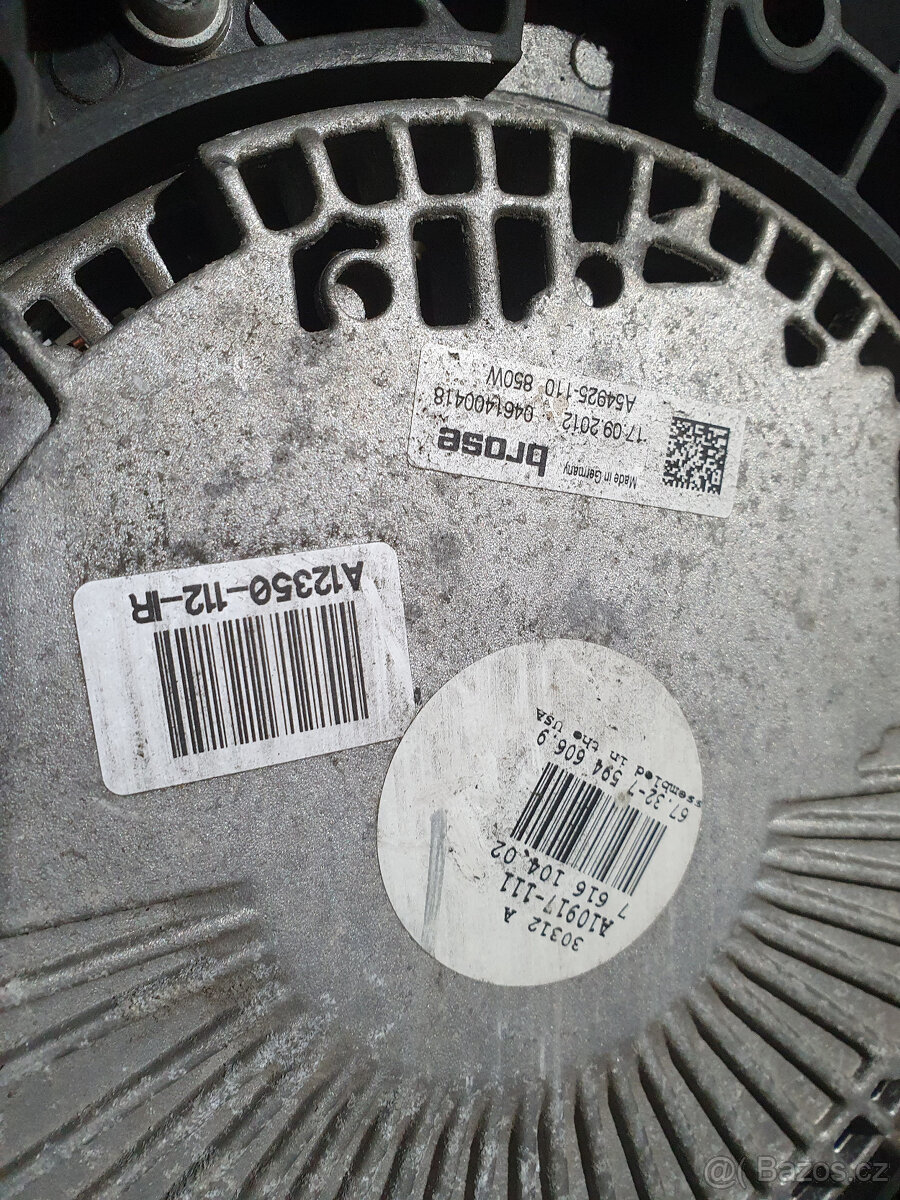 Made in Germany brose
17.09.2012 0461400418
A54925-110 850W
A12350-112-IR
30312 A
A10917-111
7 616 104.02
67.32-7 594 606.9
ssembled in the USA
@( Bazos.cz